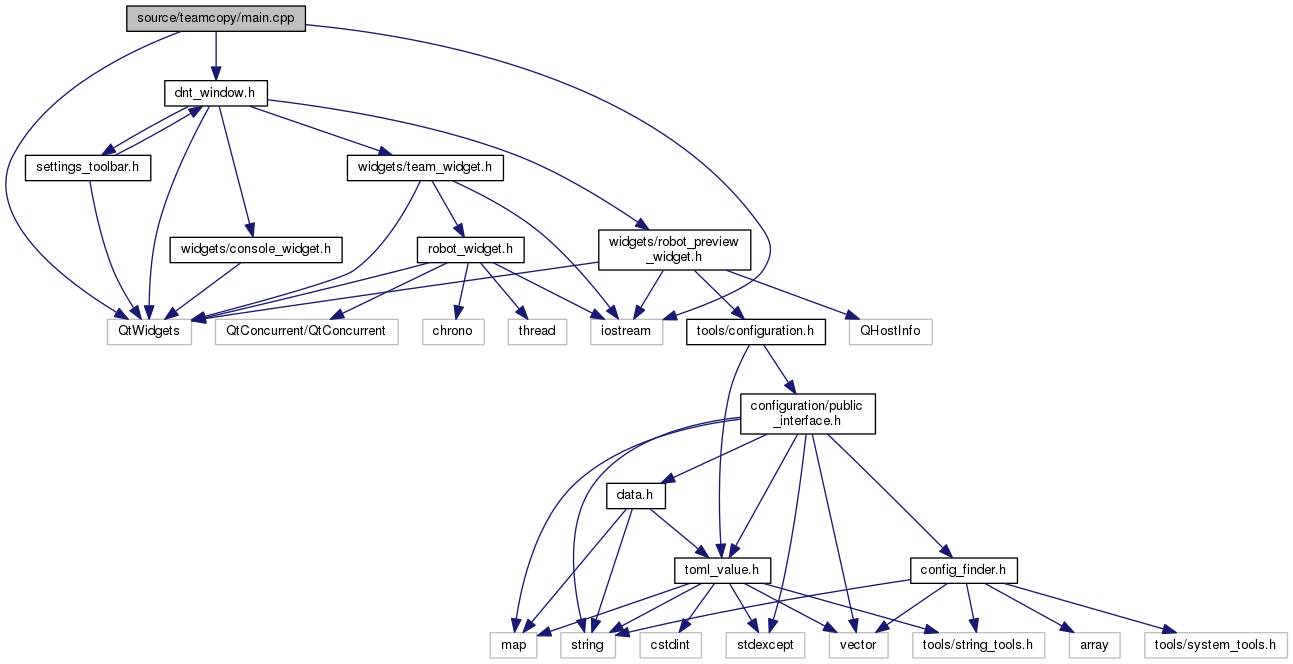 source/teamcopy/main.cpp
dnt_window.h
settings_toolbar.h
widgets/team_widget.h
widgets/console_widget.h
robot_widget.h
widgets/robot_preview
_widget.h
QtWidgets
QtConcurrent/QtConcurrent
chrono
thread
iostream
tools/configuration.h
QHostInfo
configuration/public
_interface.h
data.h
toml_value.h
config_finder.h
map
string
cstdint
stdexcept
vector
tools/string_tools.h
array
tools/system_tools.h